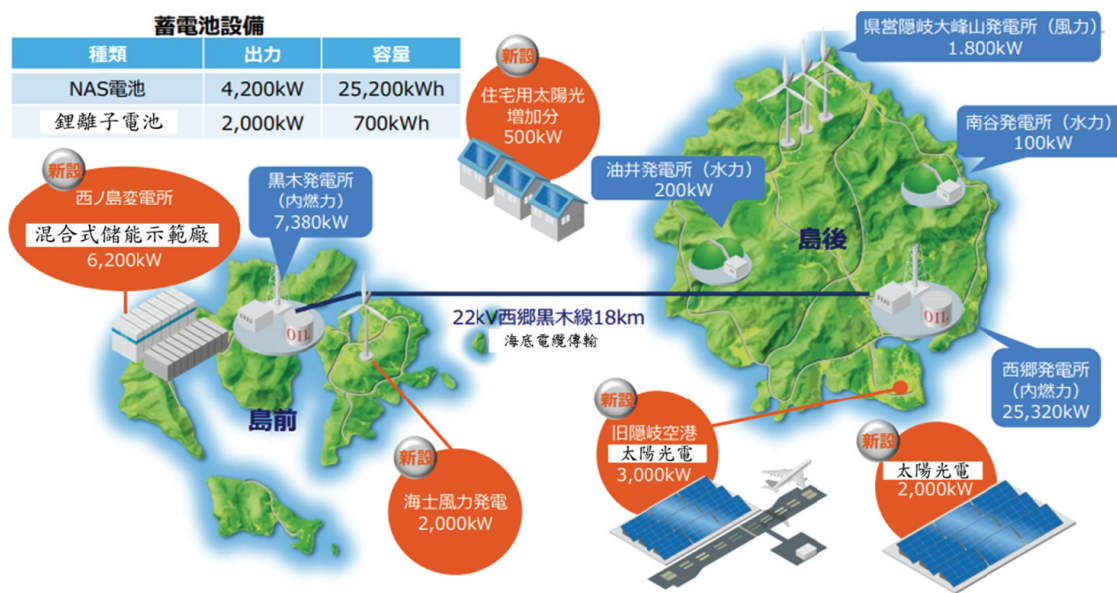 蓄電池設備
種類 出力 容量
NAS電池 4,200kW 25,200kWh
鋰離子電池 2,000kW 700kWh
新設
住宅用太陽光
増加分
500kW
県営隠岐大峰山発電所（風力）
1.800kW
南谷発電所（水力）
100kW
油井発電所（水力）
200kW
新設
西ノ島変電所
混合式儲能示範廠
6,200kW
黒木発電所
（内燃力）
7,380kW
島後
OIL
OIL
22kV西郷黒木線18km
海底電纜傳輸
西郷発電所
（内燃力）
25,320kW
島前
新設
海士風力発電
2,000kW
新設
旧隠岐空港
太陽光電
3,000kW
新設
太陽光電
2,000kW